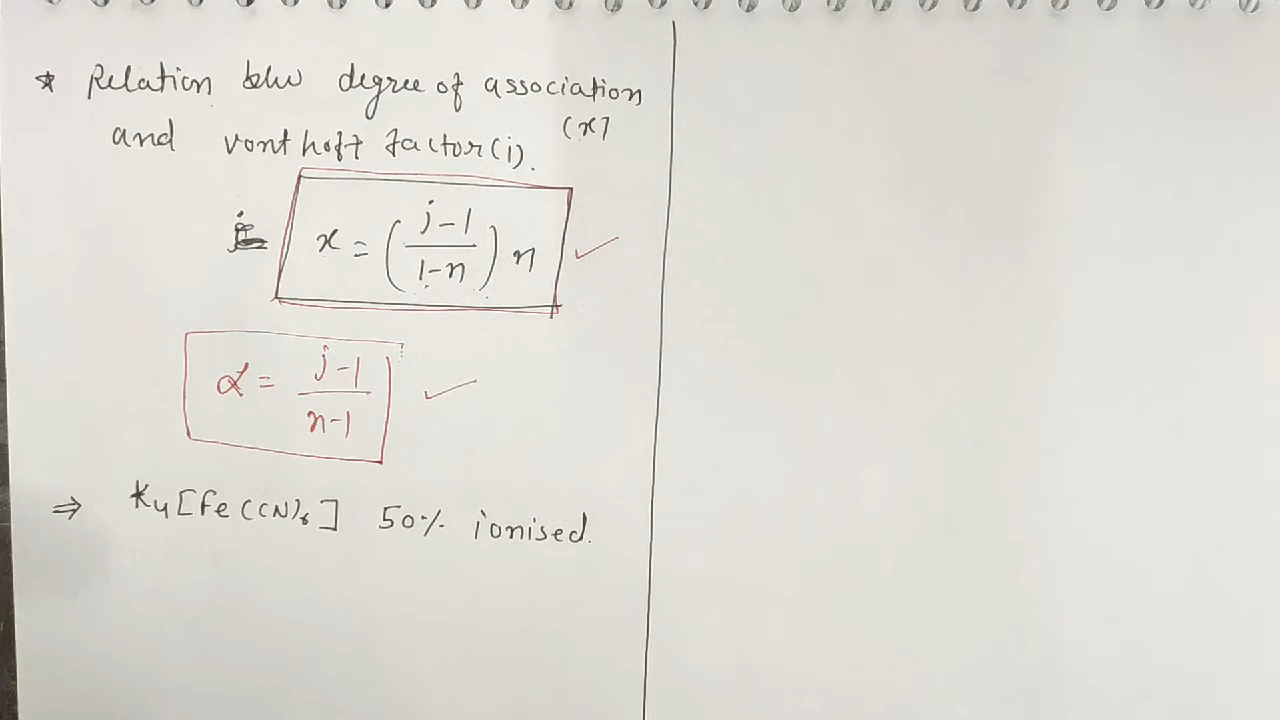 * Relation b/w degree of association
(x)
and vont hoft factor (i).
x = (i-1/1-n) n
α = i-1/n-1
⇒ K4[Fe(CN)6] 50% ionised.